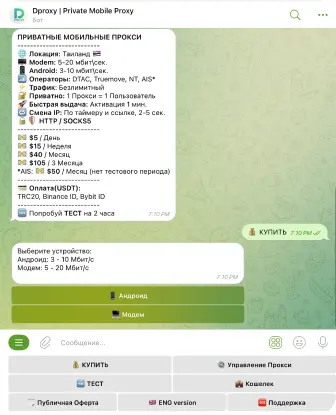 Dproxy | Private Mobile Proxy
Бот
ПРИВАТНЫЕ МОБИЛЬНЫЕ ПРОКСИ
--------------------------
🌐 Локация: Таиланд 🇹🇭
💻 Modem: 5-20 мбит\сек.
📱 Android: 3-10 мбит\сек.
📶 Операторы: DTAC, Truemove, NT, AIS*
⚡ Трафик: Безлимитный
🔑 Приватно: 1 Прокси = 1 Пользователь
🚀 Быстрая выдача: Активация 1 мин.
🔄 Смена IP: По таймеру и ссылке, 2-5 сек.
🔋 🛡 HTTP / SOCKS5
--------------------------
💵 $5 / День
💵 $15 / Неделя
💵 $40 / Месяц
💵 $105 / 3 Месяца
*AIS: 💵 $50 / Месяц (нет тестового периода)
--------------------------
💳 Оплата(USDT):
TRC20, Binance ID, Bybit ID
--------------------------
🆓 Попробуй ТЕСТ на 2 часа
7:10 PM
💰 КУПИТЬ 7:10 PM
Выберите устройство:
Андроид: 3 - 10 Мбит/с
Модем: 5 - 20 Мбит/с
7:10 PM
📱 Андроид
💻 Модем
Сообщение...
💰 КУПИТЬ
⚙ Управление Прокси
🆓 ТЕСТ
Кошелек
Публичная Оферта
ENG version
🆘 Поддержка